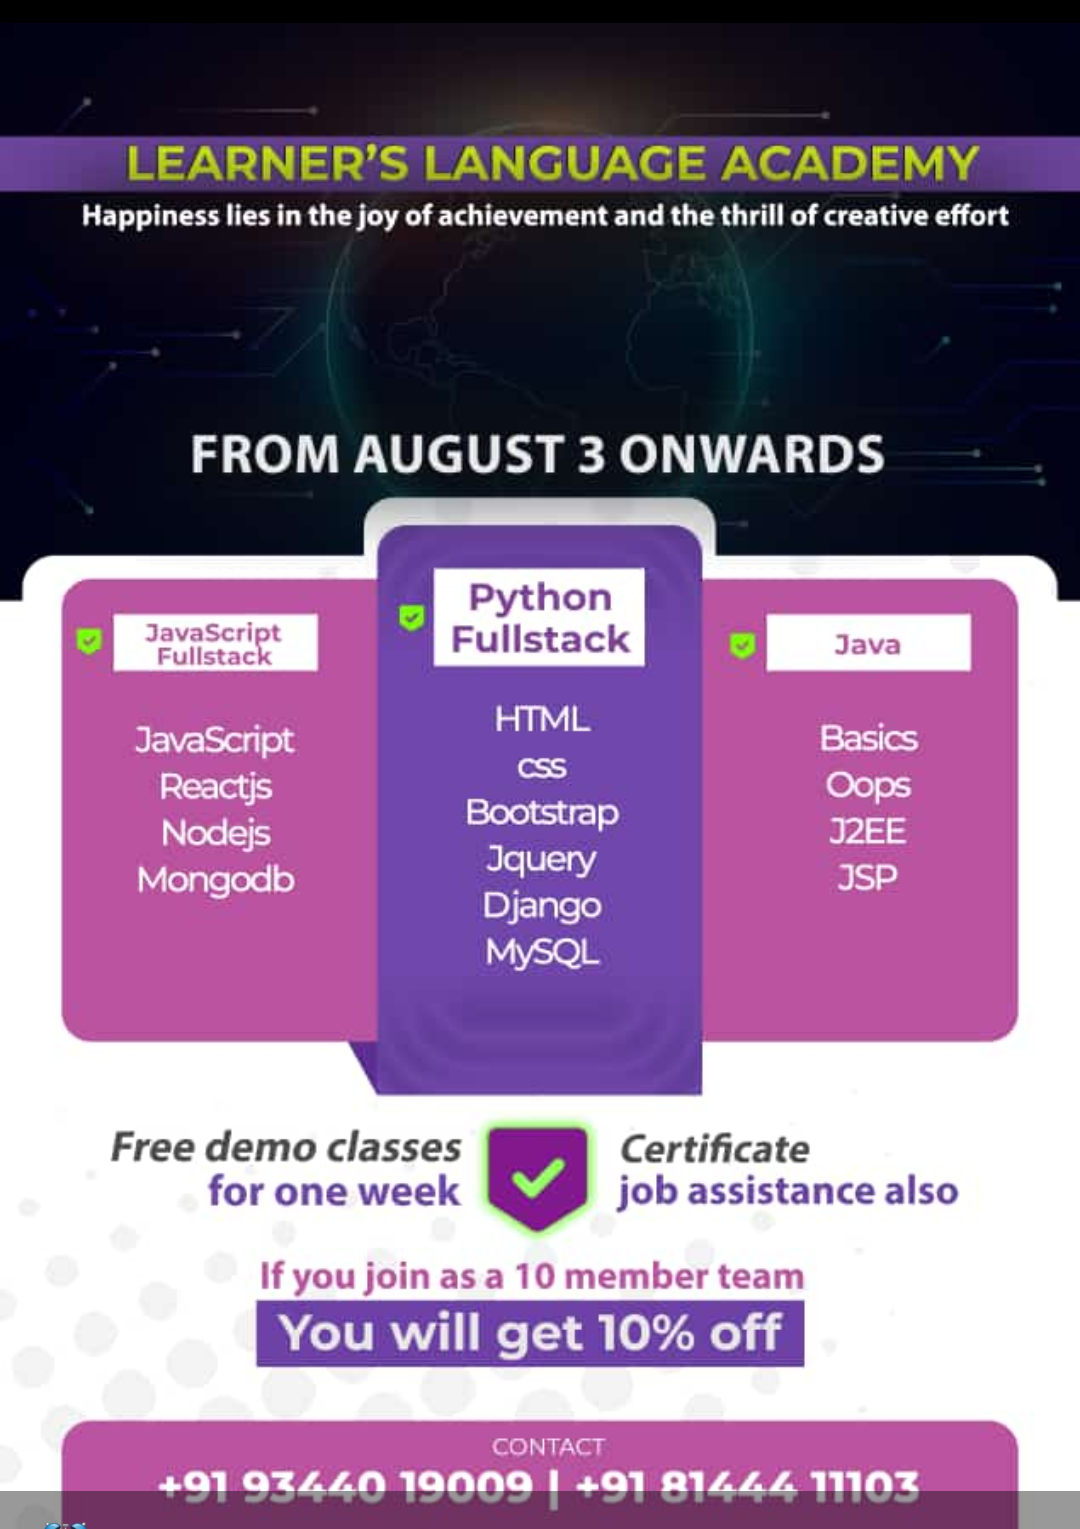 LEARNER'S LANGUAGE ACADEMY
Happiness lies in the joy of achievement and the thrill of creative effort
FROM AUGUST 3 ONWARDS
JavaScript
Fullstack
JavaScript
Reactjs
Nodejs
Mongodb
Python
Fullstack
HTML
css
Bootstrap
Jquery
Django
MySQL
Java
Basics
Oops
J2EE
JSP
Free demo classes
for one week
Certificate
job assistance also
If you join as a 10 member team
You will get 10% off
CONTACT
+91 93440 19009 | +91 81444 11103